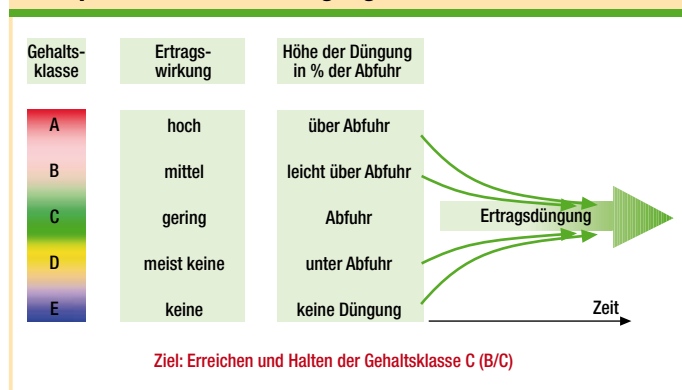 Gehalts-
klasse
Ertrags-
wirkung
Höhe der Düngung
in % der Abfuhr
A
hoch
über Abfuhr
B
mittel
leicht über Abfuhr
C
gering
Abfuhr
Ertragsdüngung
D
meist keine
unter Abfuhr
E
keine
keine Düngung
Zeit
Ziel: Erreichen und Halten der Gehaltsklasse C (B/C)